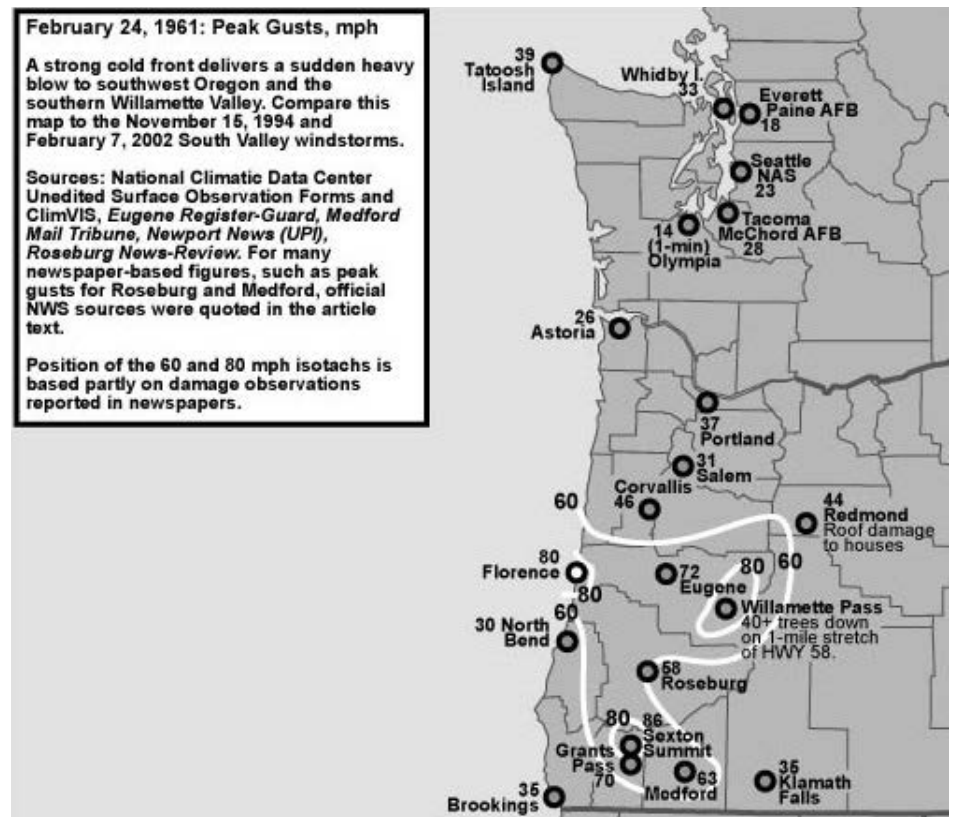 February 24, 1961: Peak Gusts, mph
A strong cold front delivers a sudden heavy
blow to southwest Oregon and the
southern Willamette Valley. Compare this
map to the November 15, 1994 and
February 7, 2002 South Valley windstorms.
Sources: National Climatic Data Center
Unedited Surface Observation Forms and
ClimVIS, Eugene Register-Guard, Medford
Mail Tribune, Newport News (UPI),
Roseburg News-Review. For many
newspaper-based figures, such as peak
gusts for Roseburg and Medford, official
NWS sources were quoted in the article
text.
Position of the 60 and 80 mph isotachs is
based partly on damage observations
reported in newspapers.
39
Tatoosh
Island
Whidby I.
33
Everett
Paine AFB
18
Seattle
NAS
23
Tacoma
McChord AFB
28
14
(1-min)
Olympia
26
Astoria
37
Portland
31
Salem
Corvallis
46
60
44
Redmond
Roof damage
to houses
80
Florence
80
60
72
Eugene
80
60
Willamette Pass
40+ trees down
on 1-mile stretch
of HWY 58.
30 North
Bend
58
Roseburg
80
86
Sexton
Summit
Grants
Pass
70
63
Medford
35
Klamath
Falls
35
Brookings